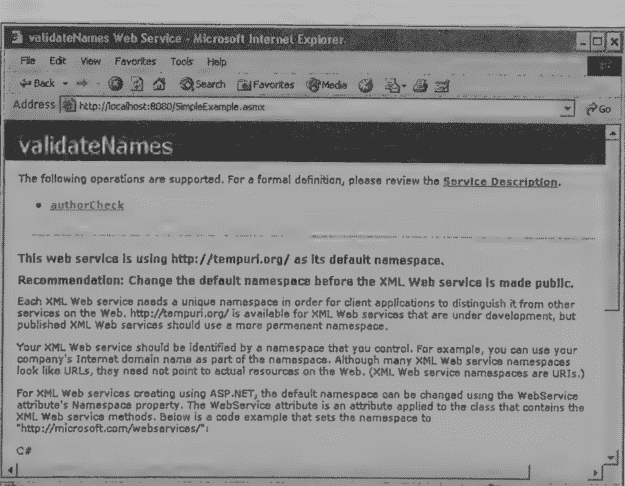 validateNames Web Service - Microsoft Internet Explorer
File Edit View Favorites Tools Help
Back Search Favorites Media
Address http://localhost:8080/SimpleExample.asmx Go
validateNames
The following operations are supported. For a formal definition, please review the Service Description.
• authorCheck
This web service is using http://tempuri.org/ as its default namespace.
Recommendation: Change the default namespace before the XML Web service is made public.
Each XML Web service needs a unique namespace in order for client applications to distinguish it from other
services on the Web. http://tempuri.org/ is available for XML Web services that are under development, but
published XML Web services should use a more permanent namespace.
Your XML Web service should be identified by a namespace that you control. For example, you can use your
company's Internet domain name as part of the namespace. Although many XML Web service namespaces
look like URLs, they need not point to actual resources on the Web. (XML Web service namespaces are URIs.)
For XML Web services creating using ASP.NET, the default namespace can be changed using the WebService
attribute's Namespace property. The WebService attribute is an attribute applied to the class that contains the
XML Web service methods. Below is a code example that sets the namespace to
"http://microsoft.com/webservices/":
C#